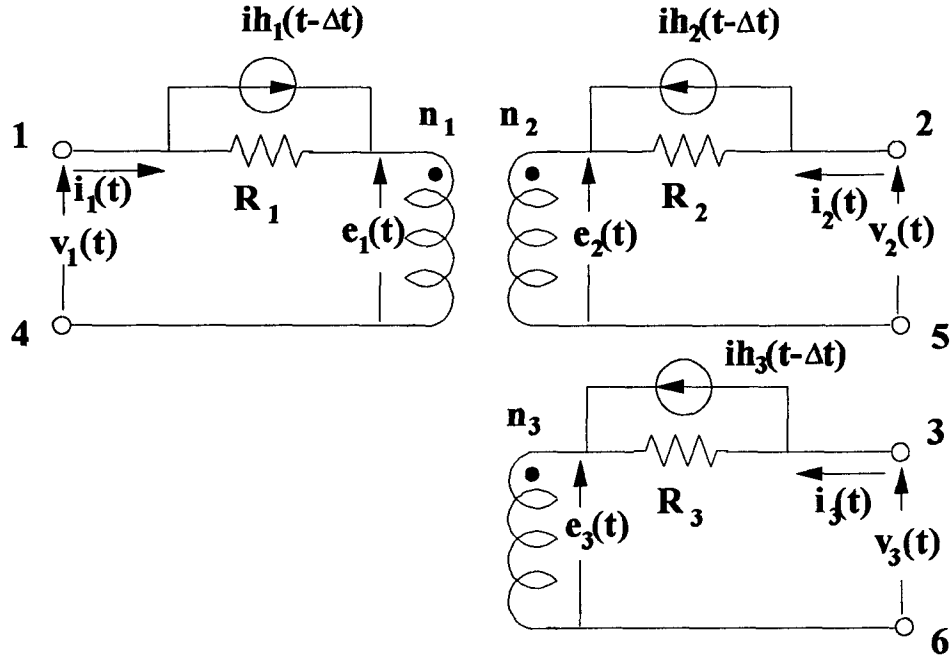 ih₁(t-Δt)
ih₂(t-Δt)
1
n₁
n₂
2
i₁(t)
R₁
R₂
i₂(t)
v₁(t)
e₁(t)
e₂(t)
v₂(t)
4
5
ih₃(t-Δt)
n₃
3
R₃
i₃(t)
e₃(t)
v₃(t)
6